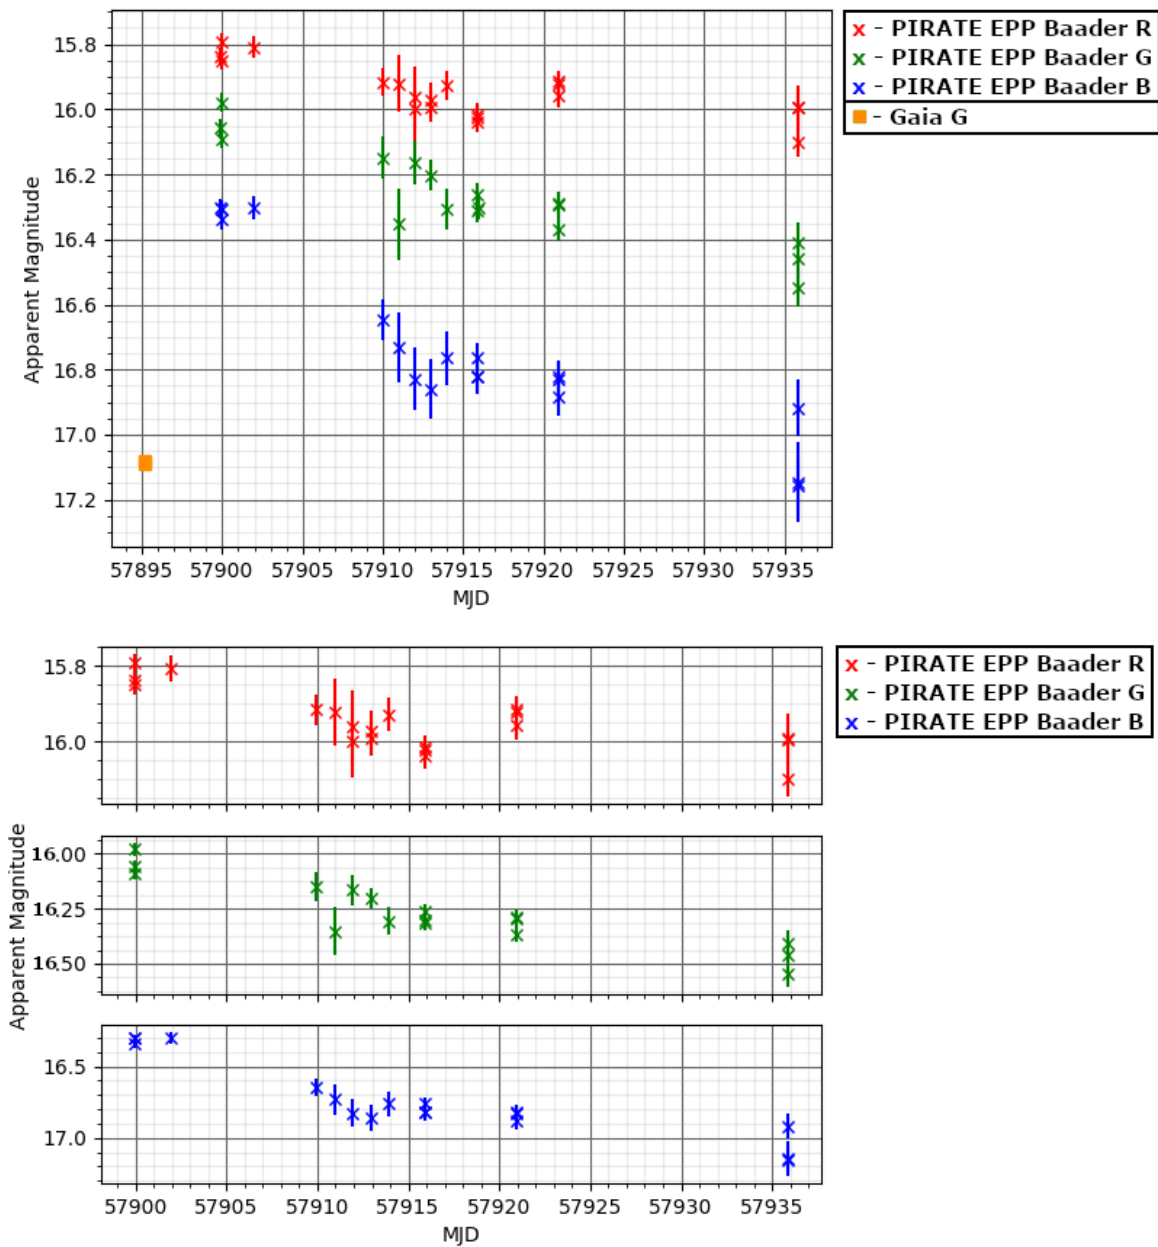 15.8
16.0
16.2
16.4
16.6
16.8
17.0
17.2
Apparent Magnitude
57895 57900 57905 57910 57915 57920 57925 57930 57935
MJD
x - PIRATE EPP Baader R
x - PIRATE EPP Baader G
x - PIRATE EPP Baader B
- Gaia G
15.8
16.0
16.00
16.25
16.50
16.5
17.0
Apparent Magnitude
57900 57905 57910 57915 57920 57925 57930 57935
MJD
x - PIRATE EPP Baader R
x - PIRATE EPP Baader G
x - PIRATE EPP Baader B